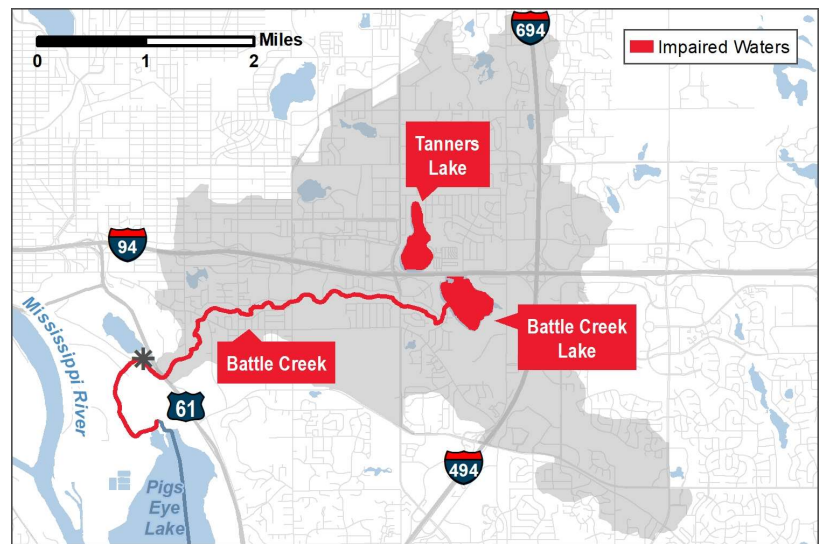 Miles
0 1 2
694
Impaired Waters
Tanners
Lake
94
Mississippi River
Battle Creek
Battle Creek
Lake
61
494
Pigs
Eye
Lake